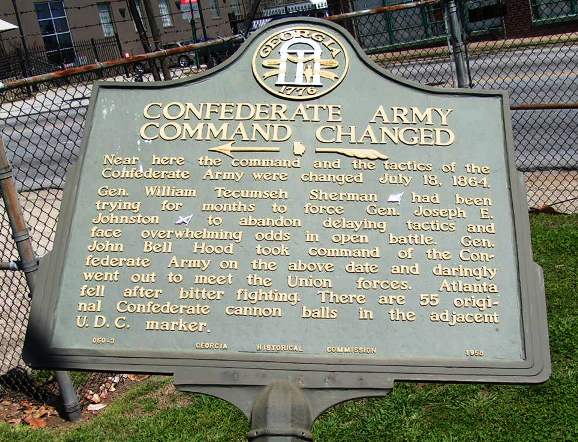 GEORGIA
1776
CONFEDERATE ARMY
COMMAND CHANGED
Near here the command and the tactics of the
Confederate Army were changed July 18, 1864.
Gen. William Tecumseh Sherman had been
trying for months to force Gen. Joseph E.
Johnston to abandon delaying tactics and
face overwhelming odds in open battle. Gen.
John Bell Hood took command of the Con-
federate Army on the above date and daringly
went out to meet the Union forces. Atlanta
fell after bitter fighting. There are 55 origi-
nal Confederate cannon balls in the adjacent
U.D.C. marker.
GEORGIA HISTORICAL COMMISSION